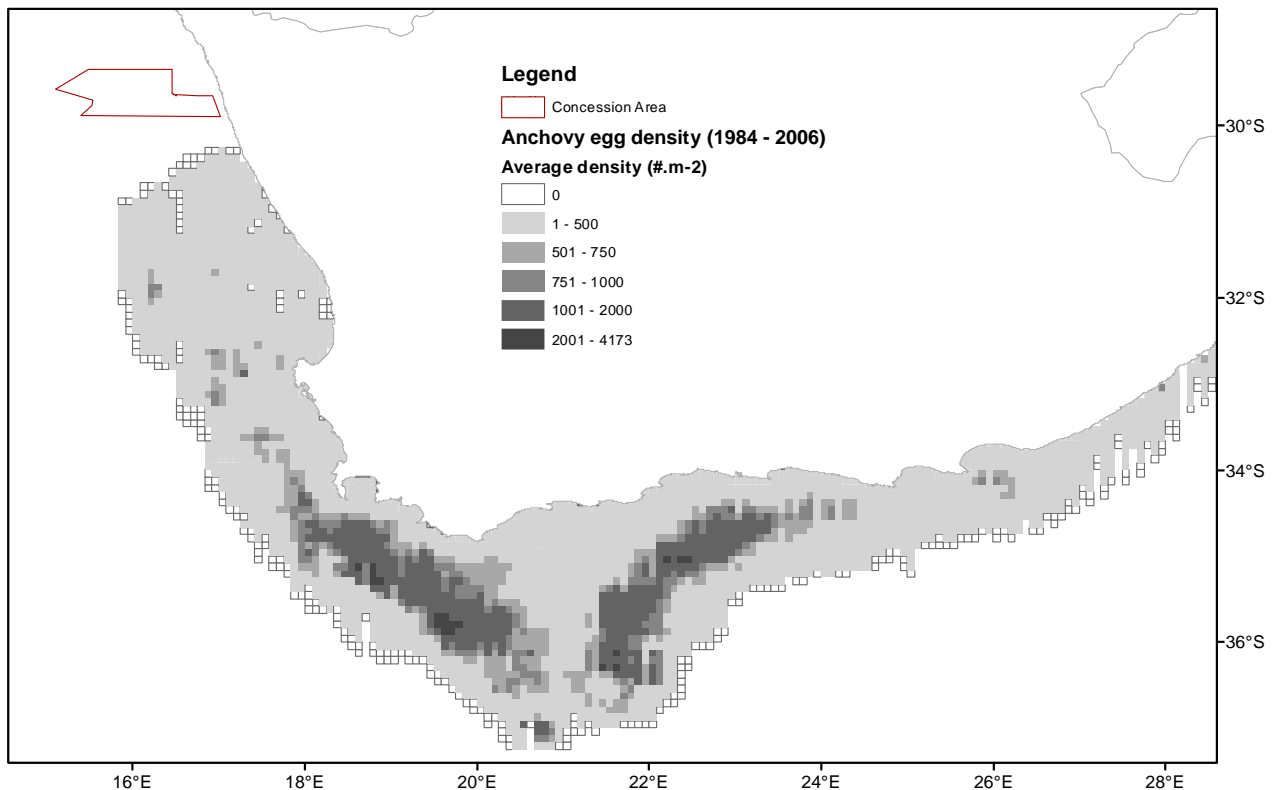 Legend
Concession Area
Anchovy egg density (1984 - 2006)
Average density (#.m-2)
0
1 - 500
501 - 750
751 - 1000
1001 - 2000
2001 - 4173
30°S
32°S
34°S
36°S
16°E 18°E 20°E 22°E 24°E 26°E 28°E